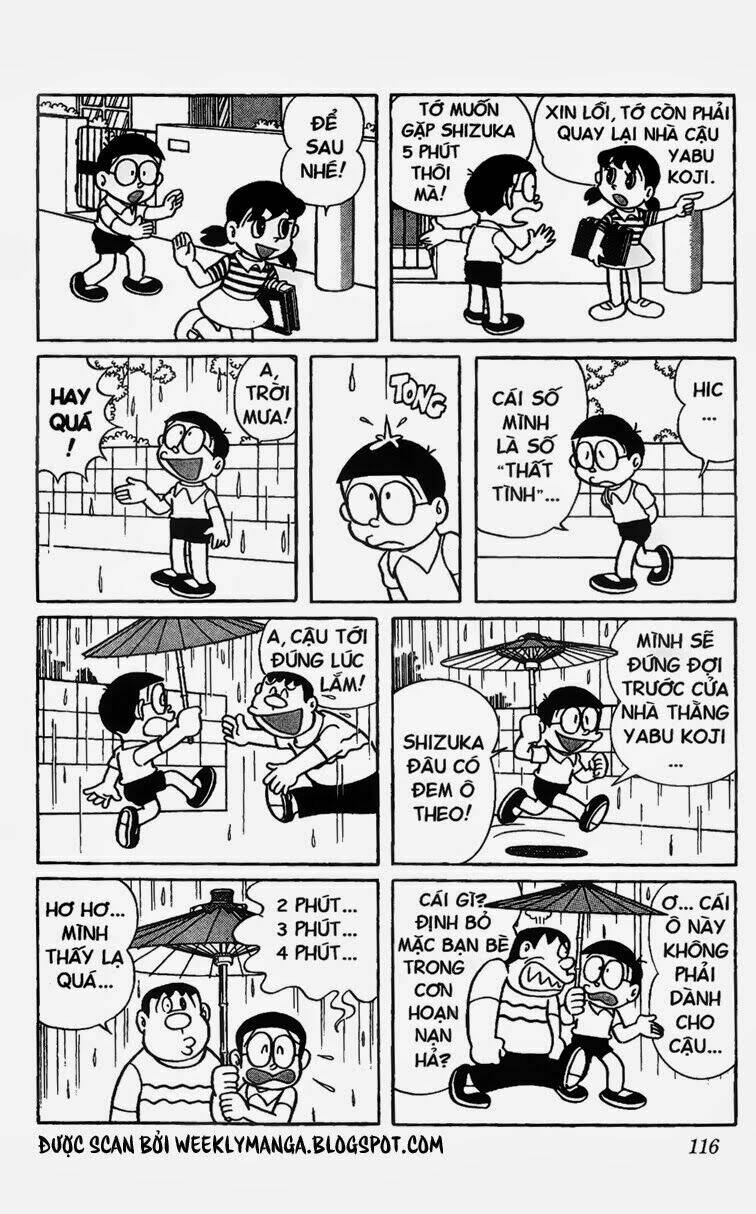 XIN LỖI, TỚ CÒN PHẢI
QUAY LẠI NHÀ CẬU
YABU
KOJI.
TỚ MUỐN
GẶP SHIZUKA
5 PHÚT
THÔI
MÀ!
ĐỂ
SAU
NHÉ!
HIC
...
CÁI SỐ
MÌNH
LÀ SỐ
“THẤT
TÌNH”...
TONG
A,
TRỜI
MƯA!
HAY
QUÁ
!
MÌNH SẼ
ĐỨNG ĐỢI
TRƯỚC CỬA
NHÀ THẰNG
YABU KOJI
...
SHIZUKA
ĐÂU CÓ
ĐEM Ô
THEO!
A, CẬU TỚI
ĐÚNG LÚC
LẮM!
Ơ... CÁI
Ô NÀY
KHÔNG
PHẢI
DÀNH
CHO
CẬU...
CÁI GÌ?
ĐỊNH BỎ
MẶC BẠN BÈ
TRONG
CƠN
HOẠN
NẠN
HẢ?
2 PHÚT...
3 PHÚT...
4 PHÚT...
HƠ HƠ...
MÌNH
THẤY LẠ
QUÁ...
ĐƯỢC SCAN BỞI WEEKLYMANGA.BLOGSPOT.COM
116